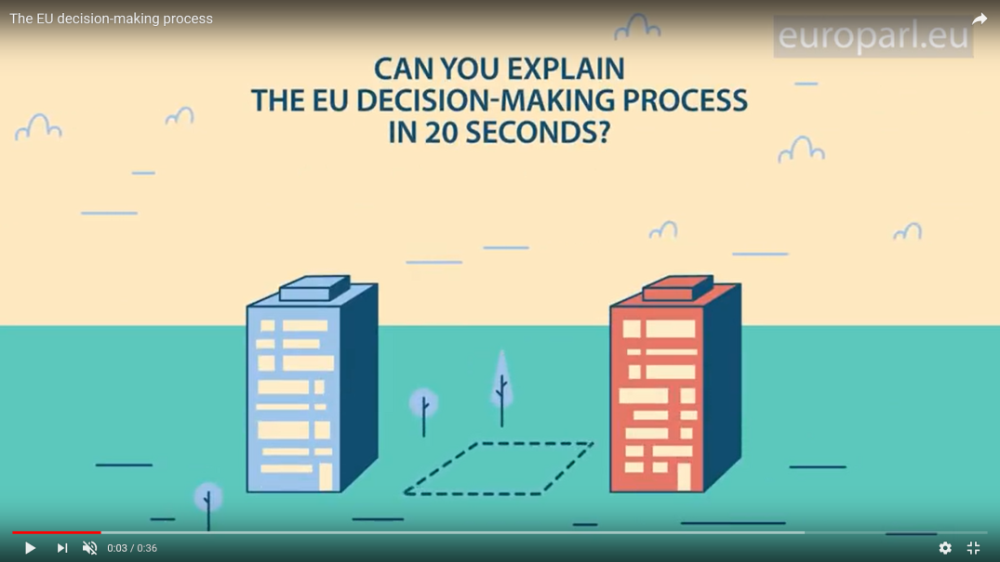 The EU decision-making process
europarl.eu
CAN YOU EXPLAIN
THE EU DECISION-MAKING PROCESS
IN 20 SECONDS?
0:03 / 0:36